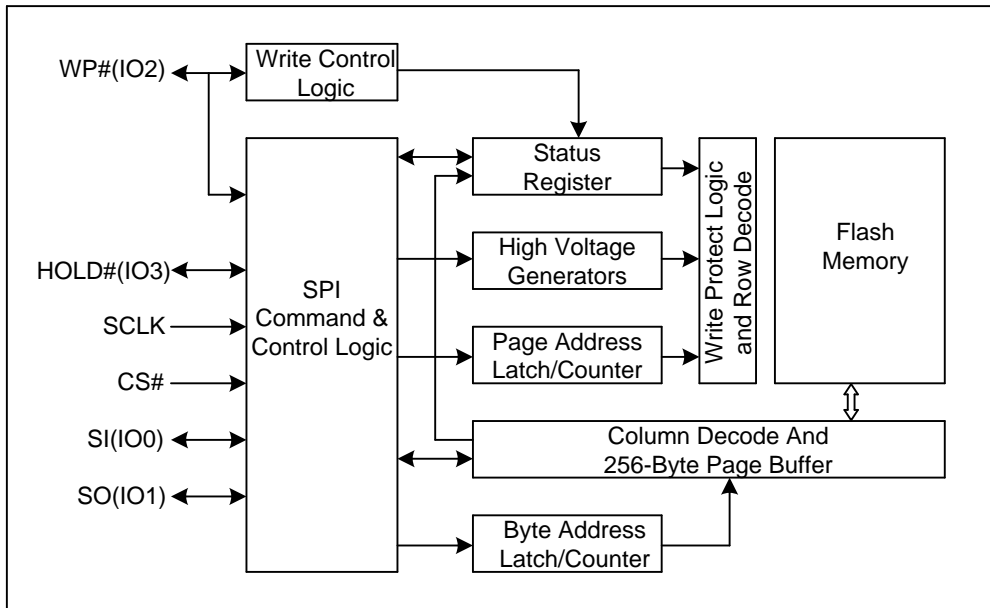 WP#(IO2)
Write Control
Logic
HOLD#(IO3)
SCLK
CS#
SI(IO0)
SO(IO1)
SPI
Command &
Control Logic
Status
Register
High Voltage
Generators
Page Address
Latch/Counter
Write Protect Logic
and Row Decode
Flash
Memory
Column Decode And
256-Byte Page Buffer
Byte Address
Latch/Counter